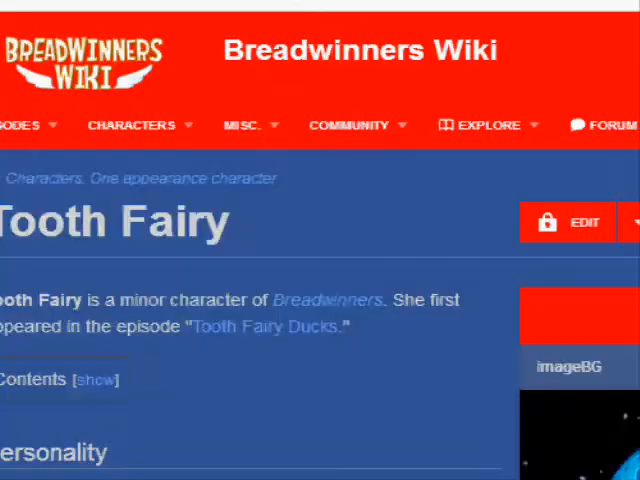 BREADWINNERS
WIKI
Breadwinners Wiki
SODES CHARACTERS MISC. COMMUNITY EXPLORE FORUM
Characters, One appearance character
Tooth Fairy
EDIT
ooth Fairy is a minor character of Breadwinners. She first
ppeared in the episode "Tooth Fairy Ducks."
Contents [show]
imageBG
ersonality